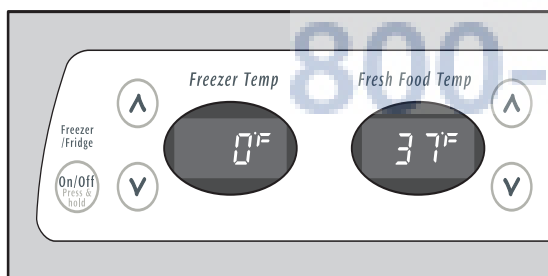 800-
Freezer Temp
Fresh Food Temp
Freezer
/Fridge
0°F
37°F
On/Off
Press &
hold